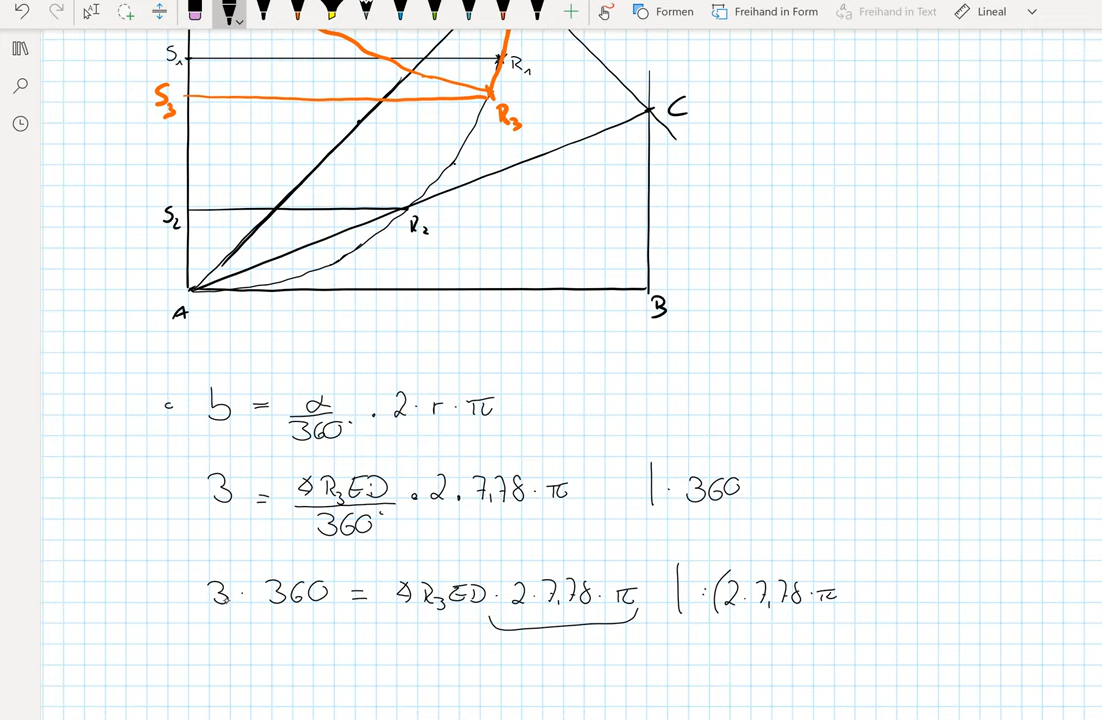 Formen Freihand in Form Freihand in Text Lineal
S₁ R₁
S₃ R₃
C
S₂ R₂
A B
b = α/360° · 2 · r · π
3 = ∢R₃ED/360° · 2 · 7,78 · π | · 360
3 · 360 = ∢R₃ED · 2 · 7,78 · π | : (2 · 7,78 · π